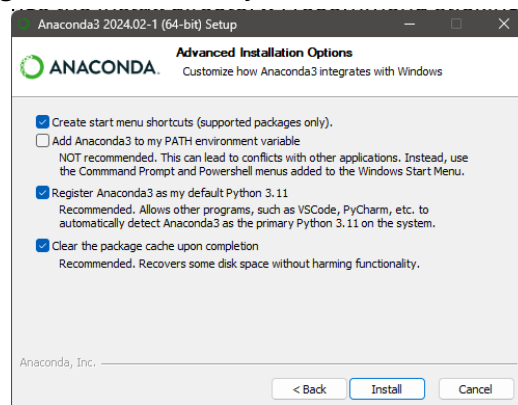 Anaconda3 2024.02-1 (64-bit) Setup
Advanced Installation Options
ANACONDA.
Customize how Anaconda3 integrates with Windows
Create start menu shortcuts (supported packages only).
Add Anaconda3 to my PATH environment variable
NOT recommended. This can lead to conflicts with other applications. Instead, use
the Commmand Prompt and Powershell menus added to the Windows Start Menu.
Register Anaconda3 as my default Python 3.11
Recommended. Allows other programs, such as VSCode, PyCharm, etc. to
automatically detect Anaconda3 as the primary Python 3.11 on the system.
Clear the package cache upon completion
Recommended. Recovers some disk space without harming functionality.
Anaconda, Inc.
< Back Install Cancel